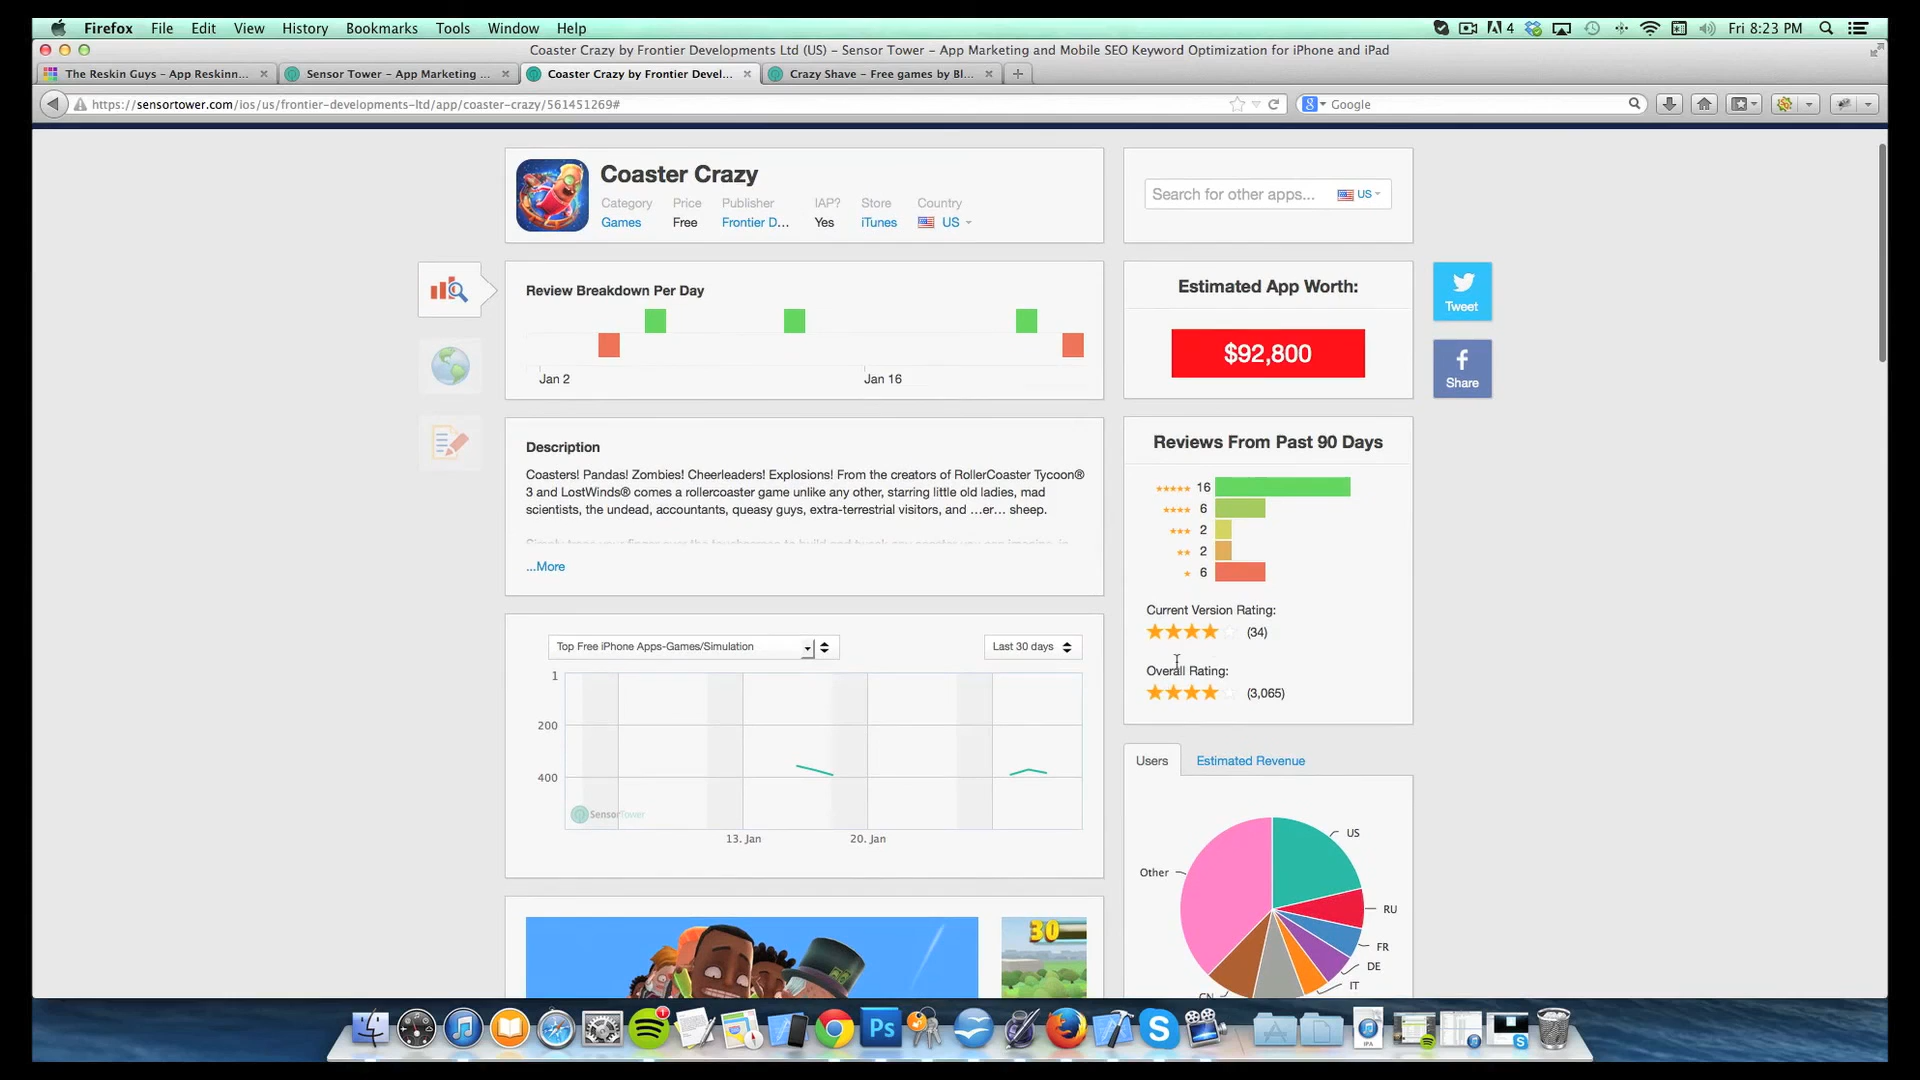 Firefox File Edit View History Bookmarks Tools Window Help
4 Fri 8:23 PM
Coaster Crazy by Frontier Developments Ltd (US) – Sensor Tower – App Marketing and Mobile SEO Keyword Optimization for iPhone and iPad
The Reskin Guys – App Reskinn...
Sensor Tower – App Marketing ...
Coaster Crazy by Frontier Devel...
Crazy Shave – Free games by Bl...
https://sensortower.com/ios/us/frontier-developments-ltd/app/coaster-crazy/561451269#
Google
Coaster Crazy
Category Price Publisher IAP? Store Country
Games Free Frontier D... Yes iTunes US
Search for other apps... US
Review Breakdown Per Day
Jan 2 Jan 16
Estimated App Worth:
$92,800
Tweet
Share
Description
Coasters! Pandas! Zombies! Cheerleaders! Explosions! From the creators of RollerCoaster Tycoon®
3 and LostWinds® comes a rollercoaster game unlike any other, starring little old ladies, mad
scientists, the undead, accountants, queasy guys, extra-terrestrial visitors, and …er… sheep.
...More
Reviews From Past 90 Days
16
6
2
2
6
Current Version Rating:
(34)
Overall Rating:
(3,065)
Top Free iPhone Apps-Games/Simulation
Last 30 days
1
200
400
SensorTower
13. Jan 20. Jan
Users Estimated Revenue
US
Other
RU
FR
DE
IT
CN
30
Ps
IPA